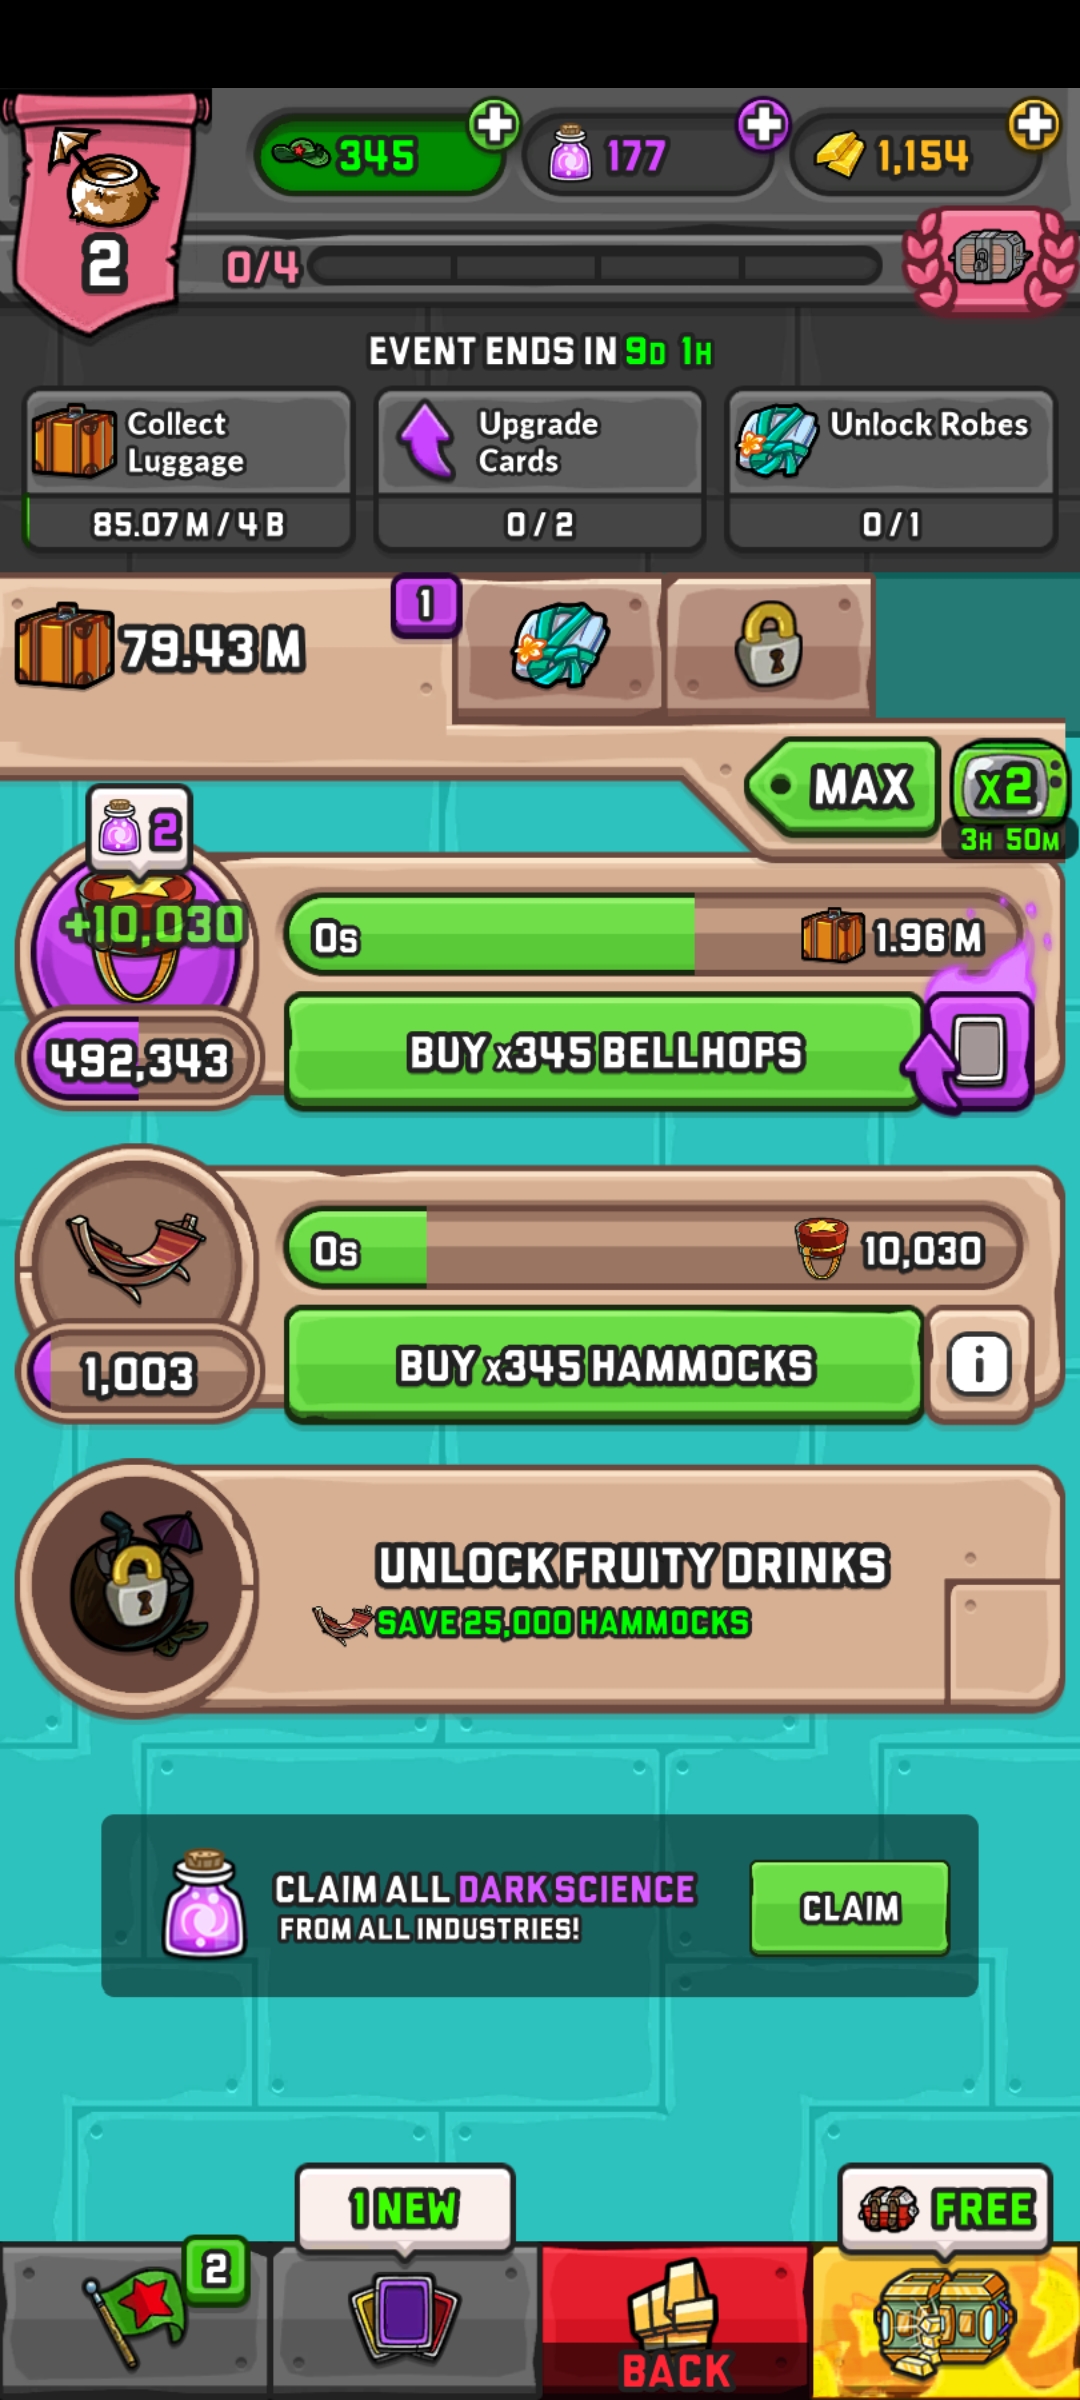 345
177
1,154
2
0/4
EVENT ENDS IN 9D 1H
Collect
Luggage
85.07 M / 4 B
Upgrade
Cards
0 / 2
Unlock Robes
0 / 1
79.43 M
1
MAX
x2
3H 50M
2
+10,030
492,343
0s
1.96 M
BUY x345 BELLHOPS
1,003
0s
10,030
BUY x345 HAMMOCKS
i
UNLOCK FRUITY DRINKS
SAVE 25,000 HAMMOCKS
CLAIM ALL DARK SCIENCE
FROM ALL INDUSTRIES!
CLAIM
2
1 NEW
BACK
FREE